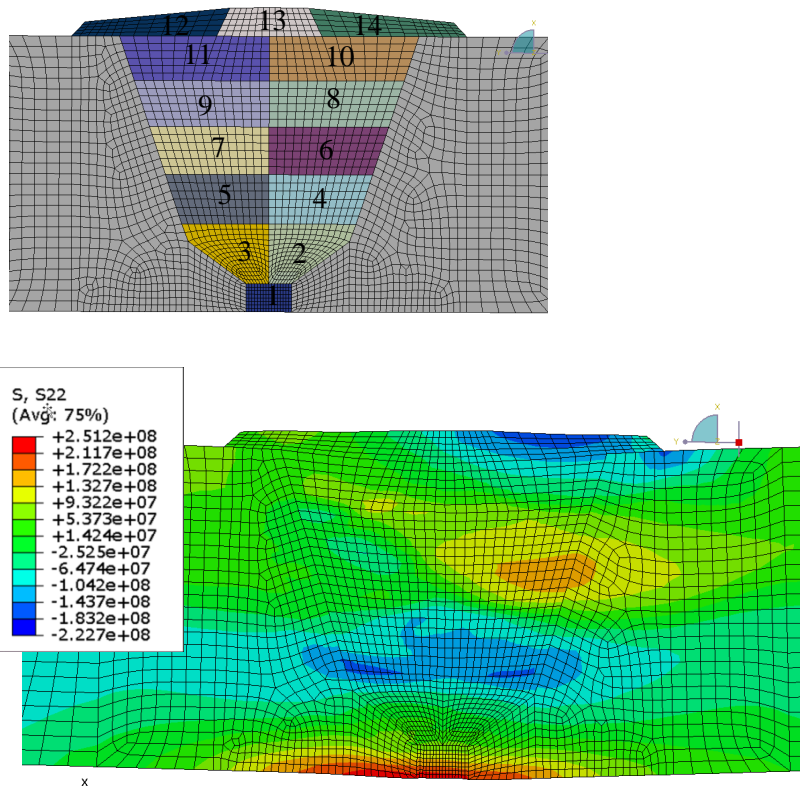 x
12 13 14
11 10
9 8
7 6
5 4
3 2
1
S, S22
(Avg: 75%)
+2.512e+08
+2.117e+08
+1.722e+08
+1.327e+08
+9.322e+07
+5.373e+07
+1.424e+07
-2.525e+07
-6.474e+07
-1.042e+08
-1.437e+08
-1.832e+08
-2.227e+08
X
Y
x